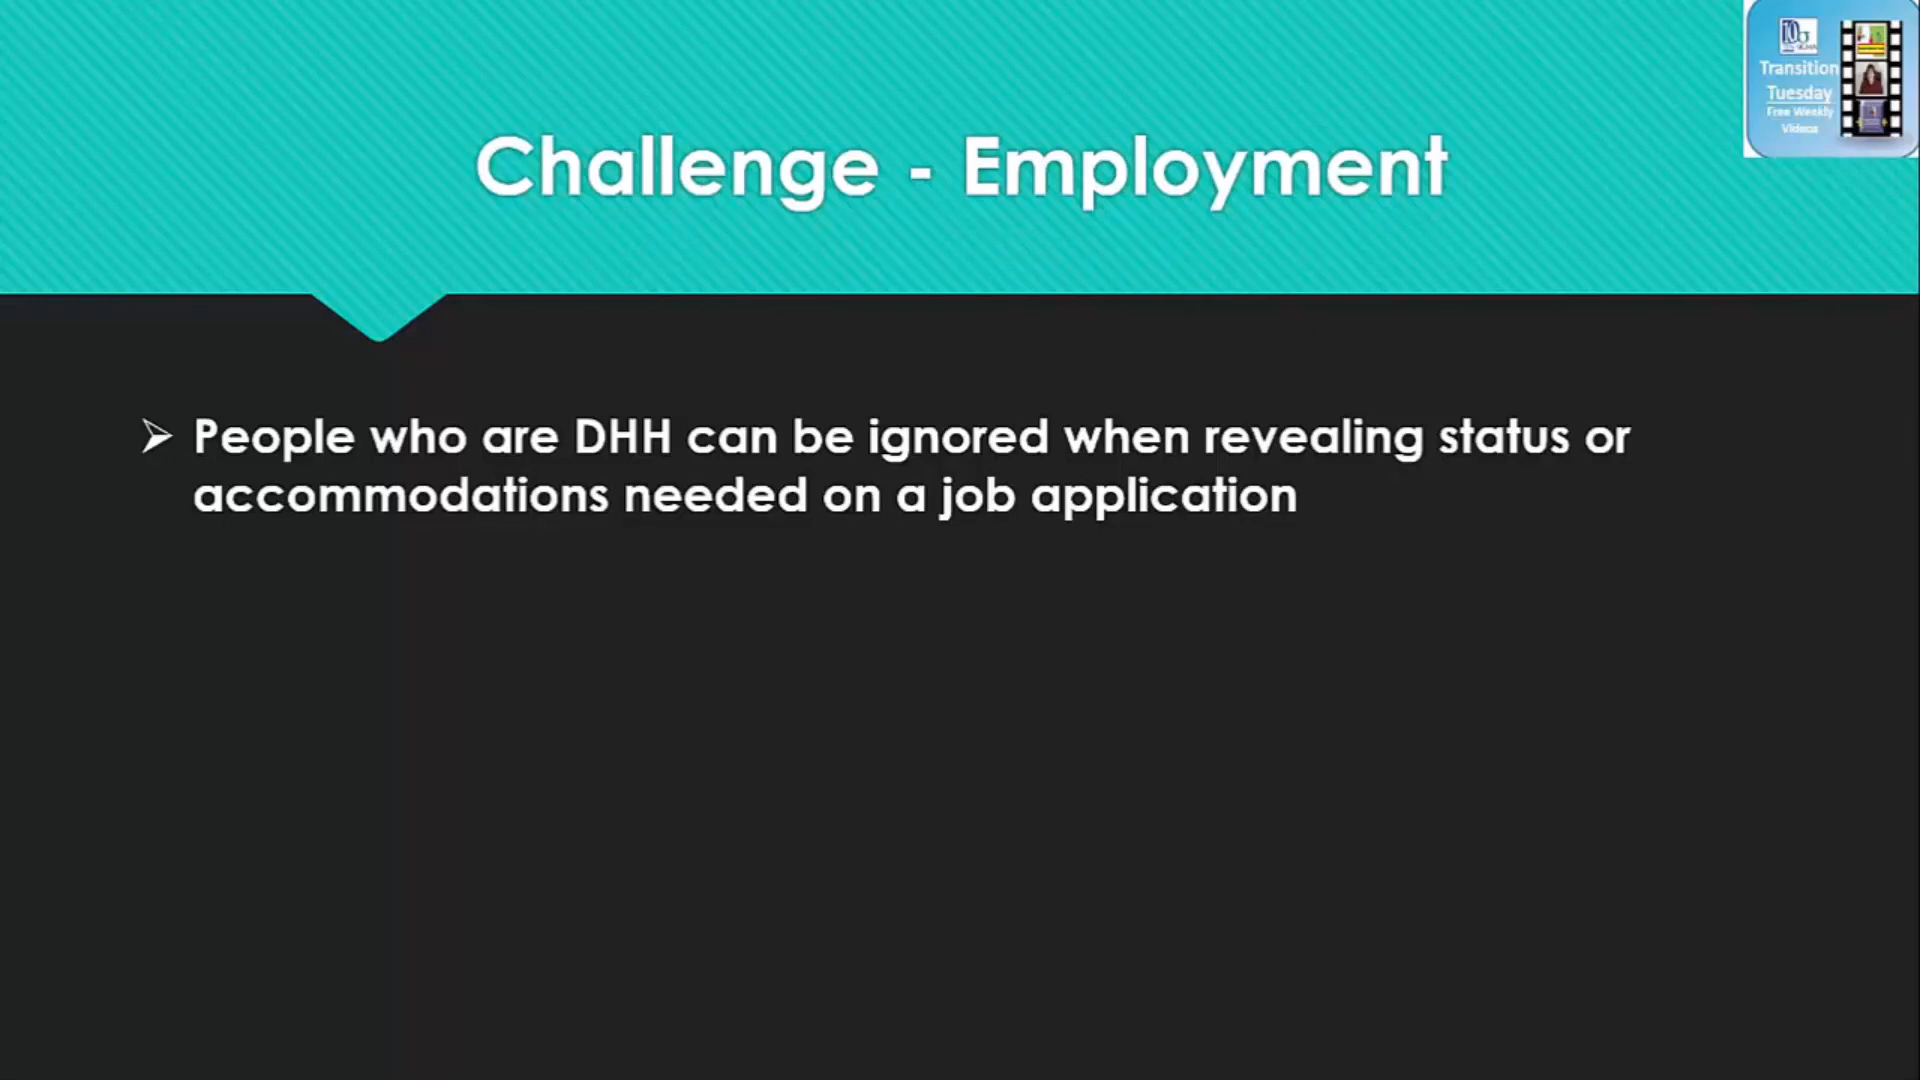 Challenge - Employment
Transition
Tuesday
Free Weekly
Videos
➢ People who are DHH can be ignored when revealing status or
accommodations needed on a job application